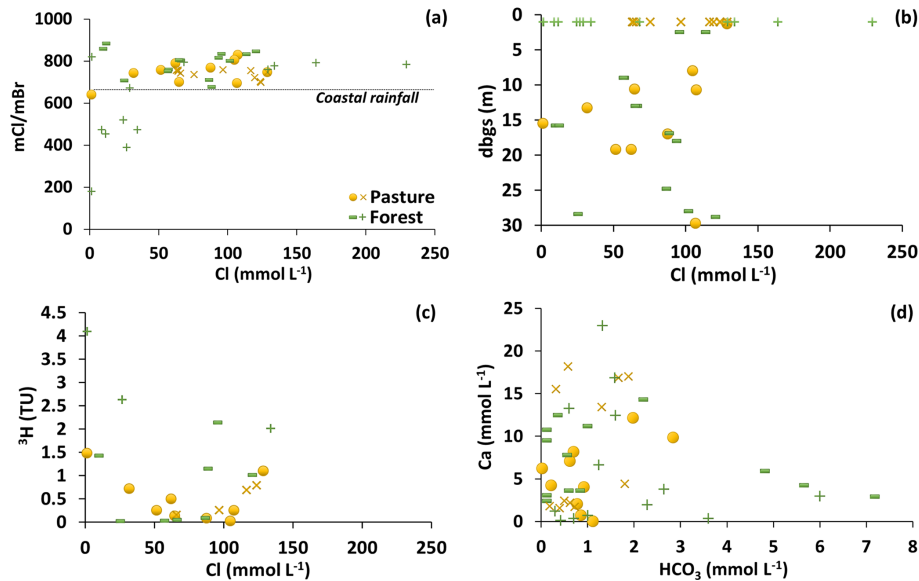 (a)
mCl/mBr
1000
800
600
400
200
0
Coastal rainfall
Pasture
Forest
0 50 100 150 200 250
Cl (mmol L⁻¹)
(b)
dbgs (m)
0
5
10
15
20
25
30
0 50 100 150 200 250
Cl (mmol L⁻¹)
(c)
³H (TU)
4.5
4
3.5
3
2.5
2
1.5
1
0.5
0
0 50 100 150 200 250
Cl (mmol L⁻¹)
(d)
Ca (mmol L⁻¹)
25
20
15
10
5
0
0 1 2 3 4 5 6 7 8
HCO₃ (mmol L⁻¹)